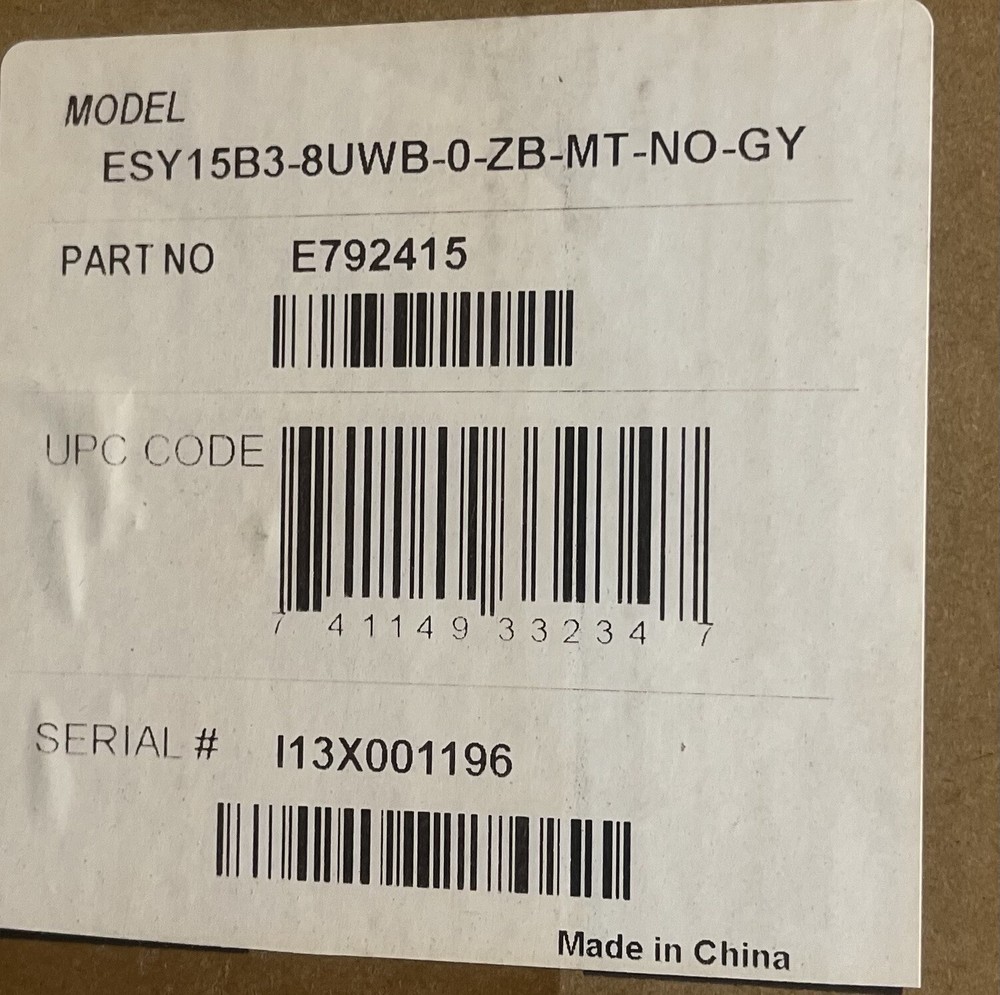 MODEL
ESY15B3-8UWB-0-ZB-MT-NO-GY
PART NO E792415
UPC CODE
7 41149 33234 7
SERIAL # I13X001196
Made in China